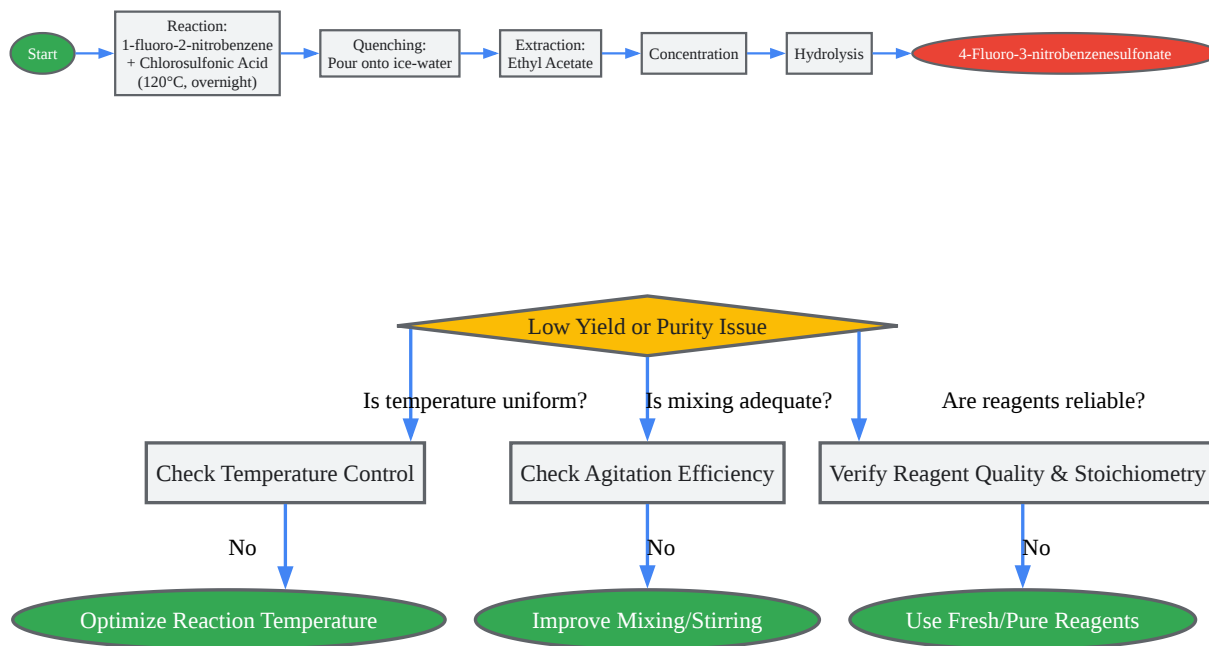 Start
Reaction:
1-fluoro-2-nitrobenzene
+ Chlorosulfonic Acid
(120°C, overnight)
Quenching:
Pour onto ice-water
Extraction:
Ethyl Acetate
Concentration
Hydrolysis
4-Fluoro-3-nitrobenzenesulfonate
Low Yield or Purity Issue
Is temperature uniform?
Is mixing adequate?
Are reagents reliable?
Check Temperature Control
Check Agitation Efficiency
Verify Reagent Quality & Stoichiometry
No
No
No
Optimize Reaction Temperature
Improve Mixing/Stirring
Use Fresh/Pure Reagents